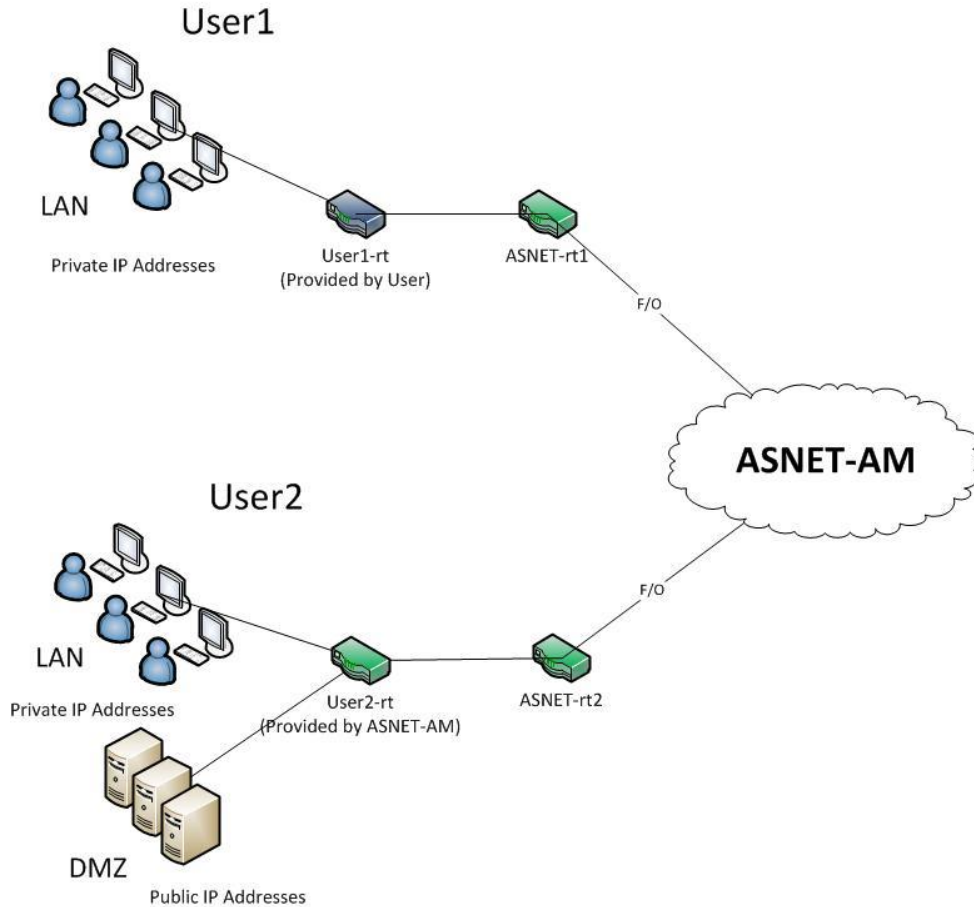 User1
LAN
Private IP Addresses
User1-rt
(Provided by User)
ASNET-rt1
F/O
ASNET-AM
User2
F/O
LAN
Private IP Addresses
User2-rt
(Provided by ASNET-AM)
ASNET-rt2
DMZ
Public IP Addresses